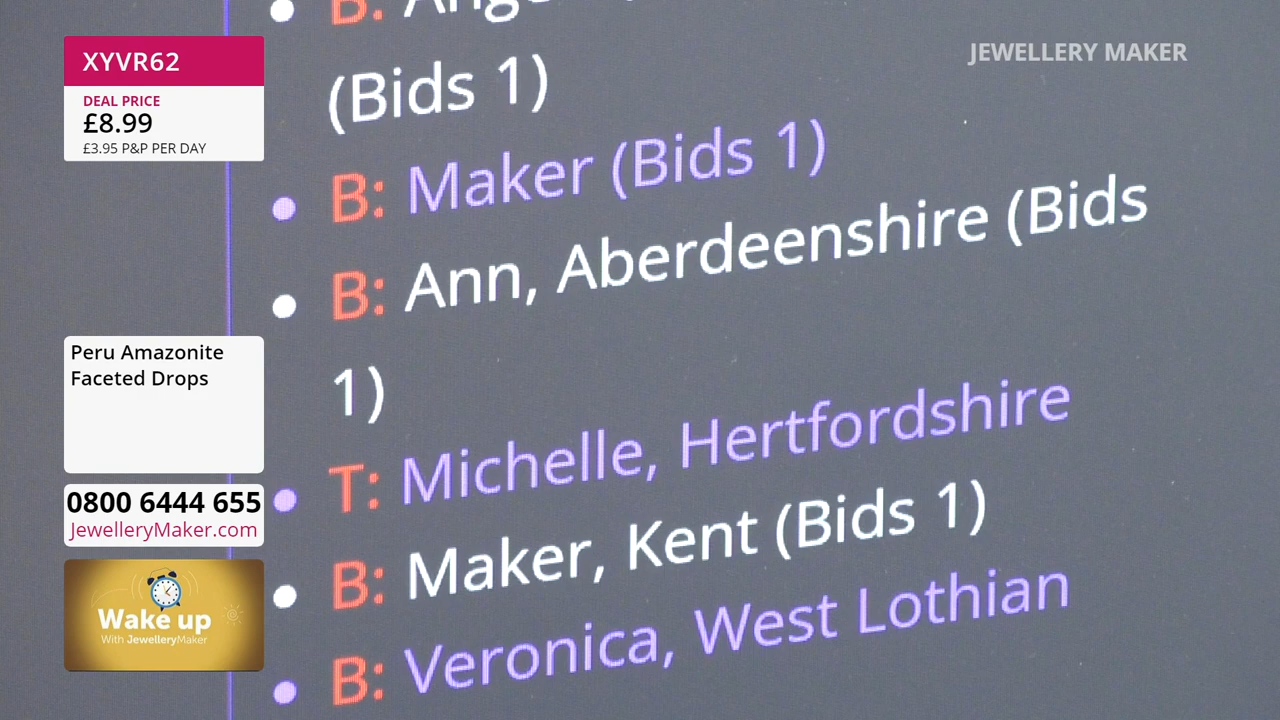 XYVR62
DEAL PRICE
£8.99
£3.95 P&P PER DAY
Peru Amazonite
Faceted Drops
0800 6444 655
JewelleryMaker.com
Wake up
With JewelleryMaker
JEWELLERY MAKER
B:
(Bids 1)
B: Maker (Bids 1)
B: Ann, Aberdeenshire (Bids
1)
T: Michelle, Hertfordshire
B: Maker, Kent (Bids 1)
B: Veronica, West Lothian